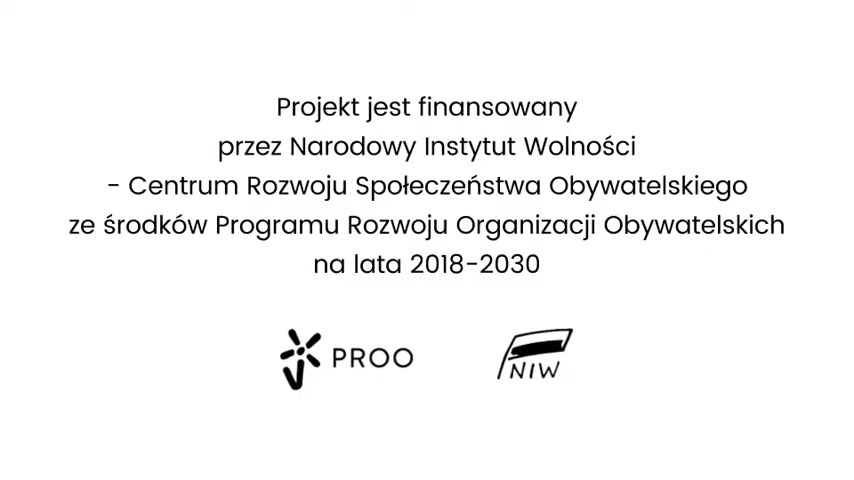 Projekt jest finansowany
przez Narodowy Instytut Wolności
- Centrum Rozwoju Społeczeństwa Obywatelskiego
ze środków Programu Rozwoju Organizacji Obywatelskich
na lata 2018-2030
PROO
NIW